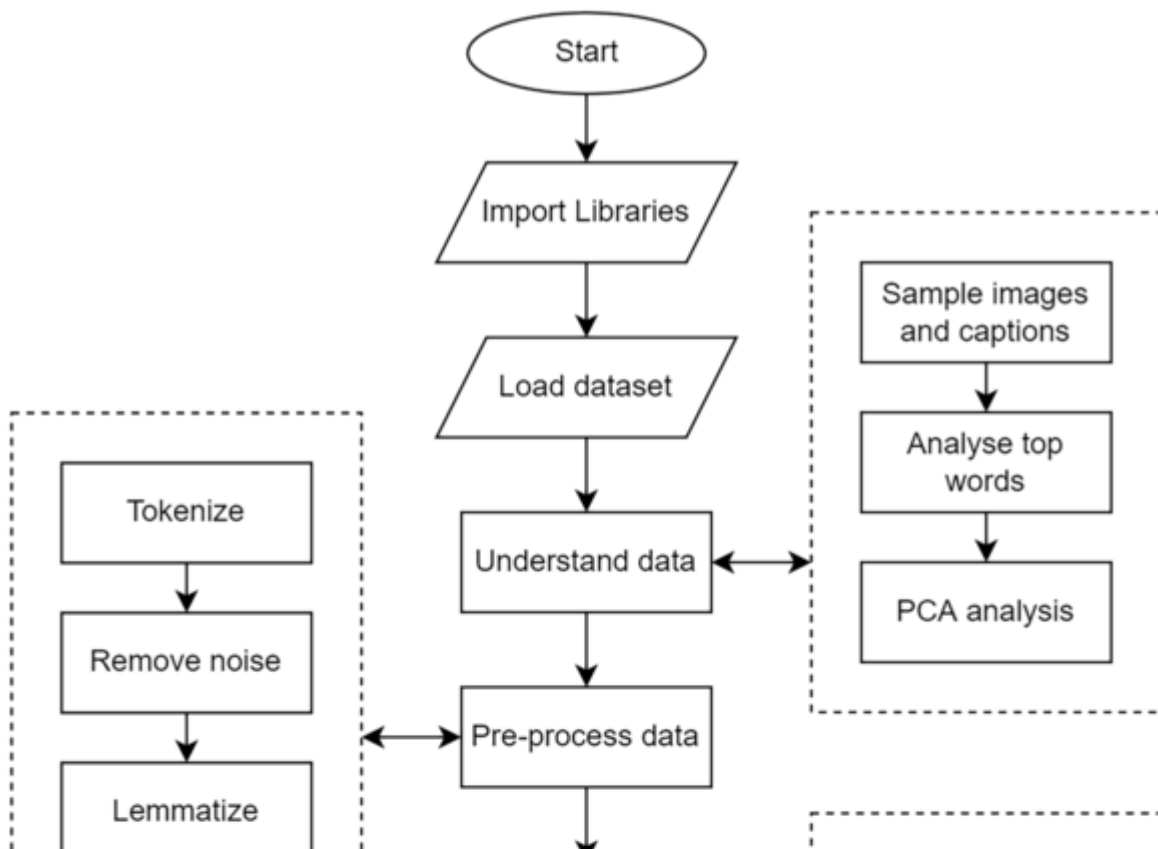 Start
Import Libraries
Load dataset
Understand data
Pre-process data
Sample images
and captions
Analyse top
words
PCA analysis
Tokenize
Remove noise
Lemmatize